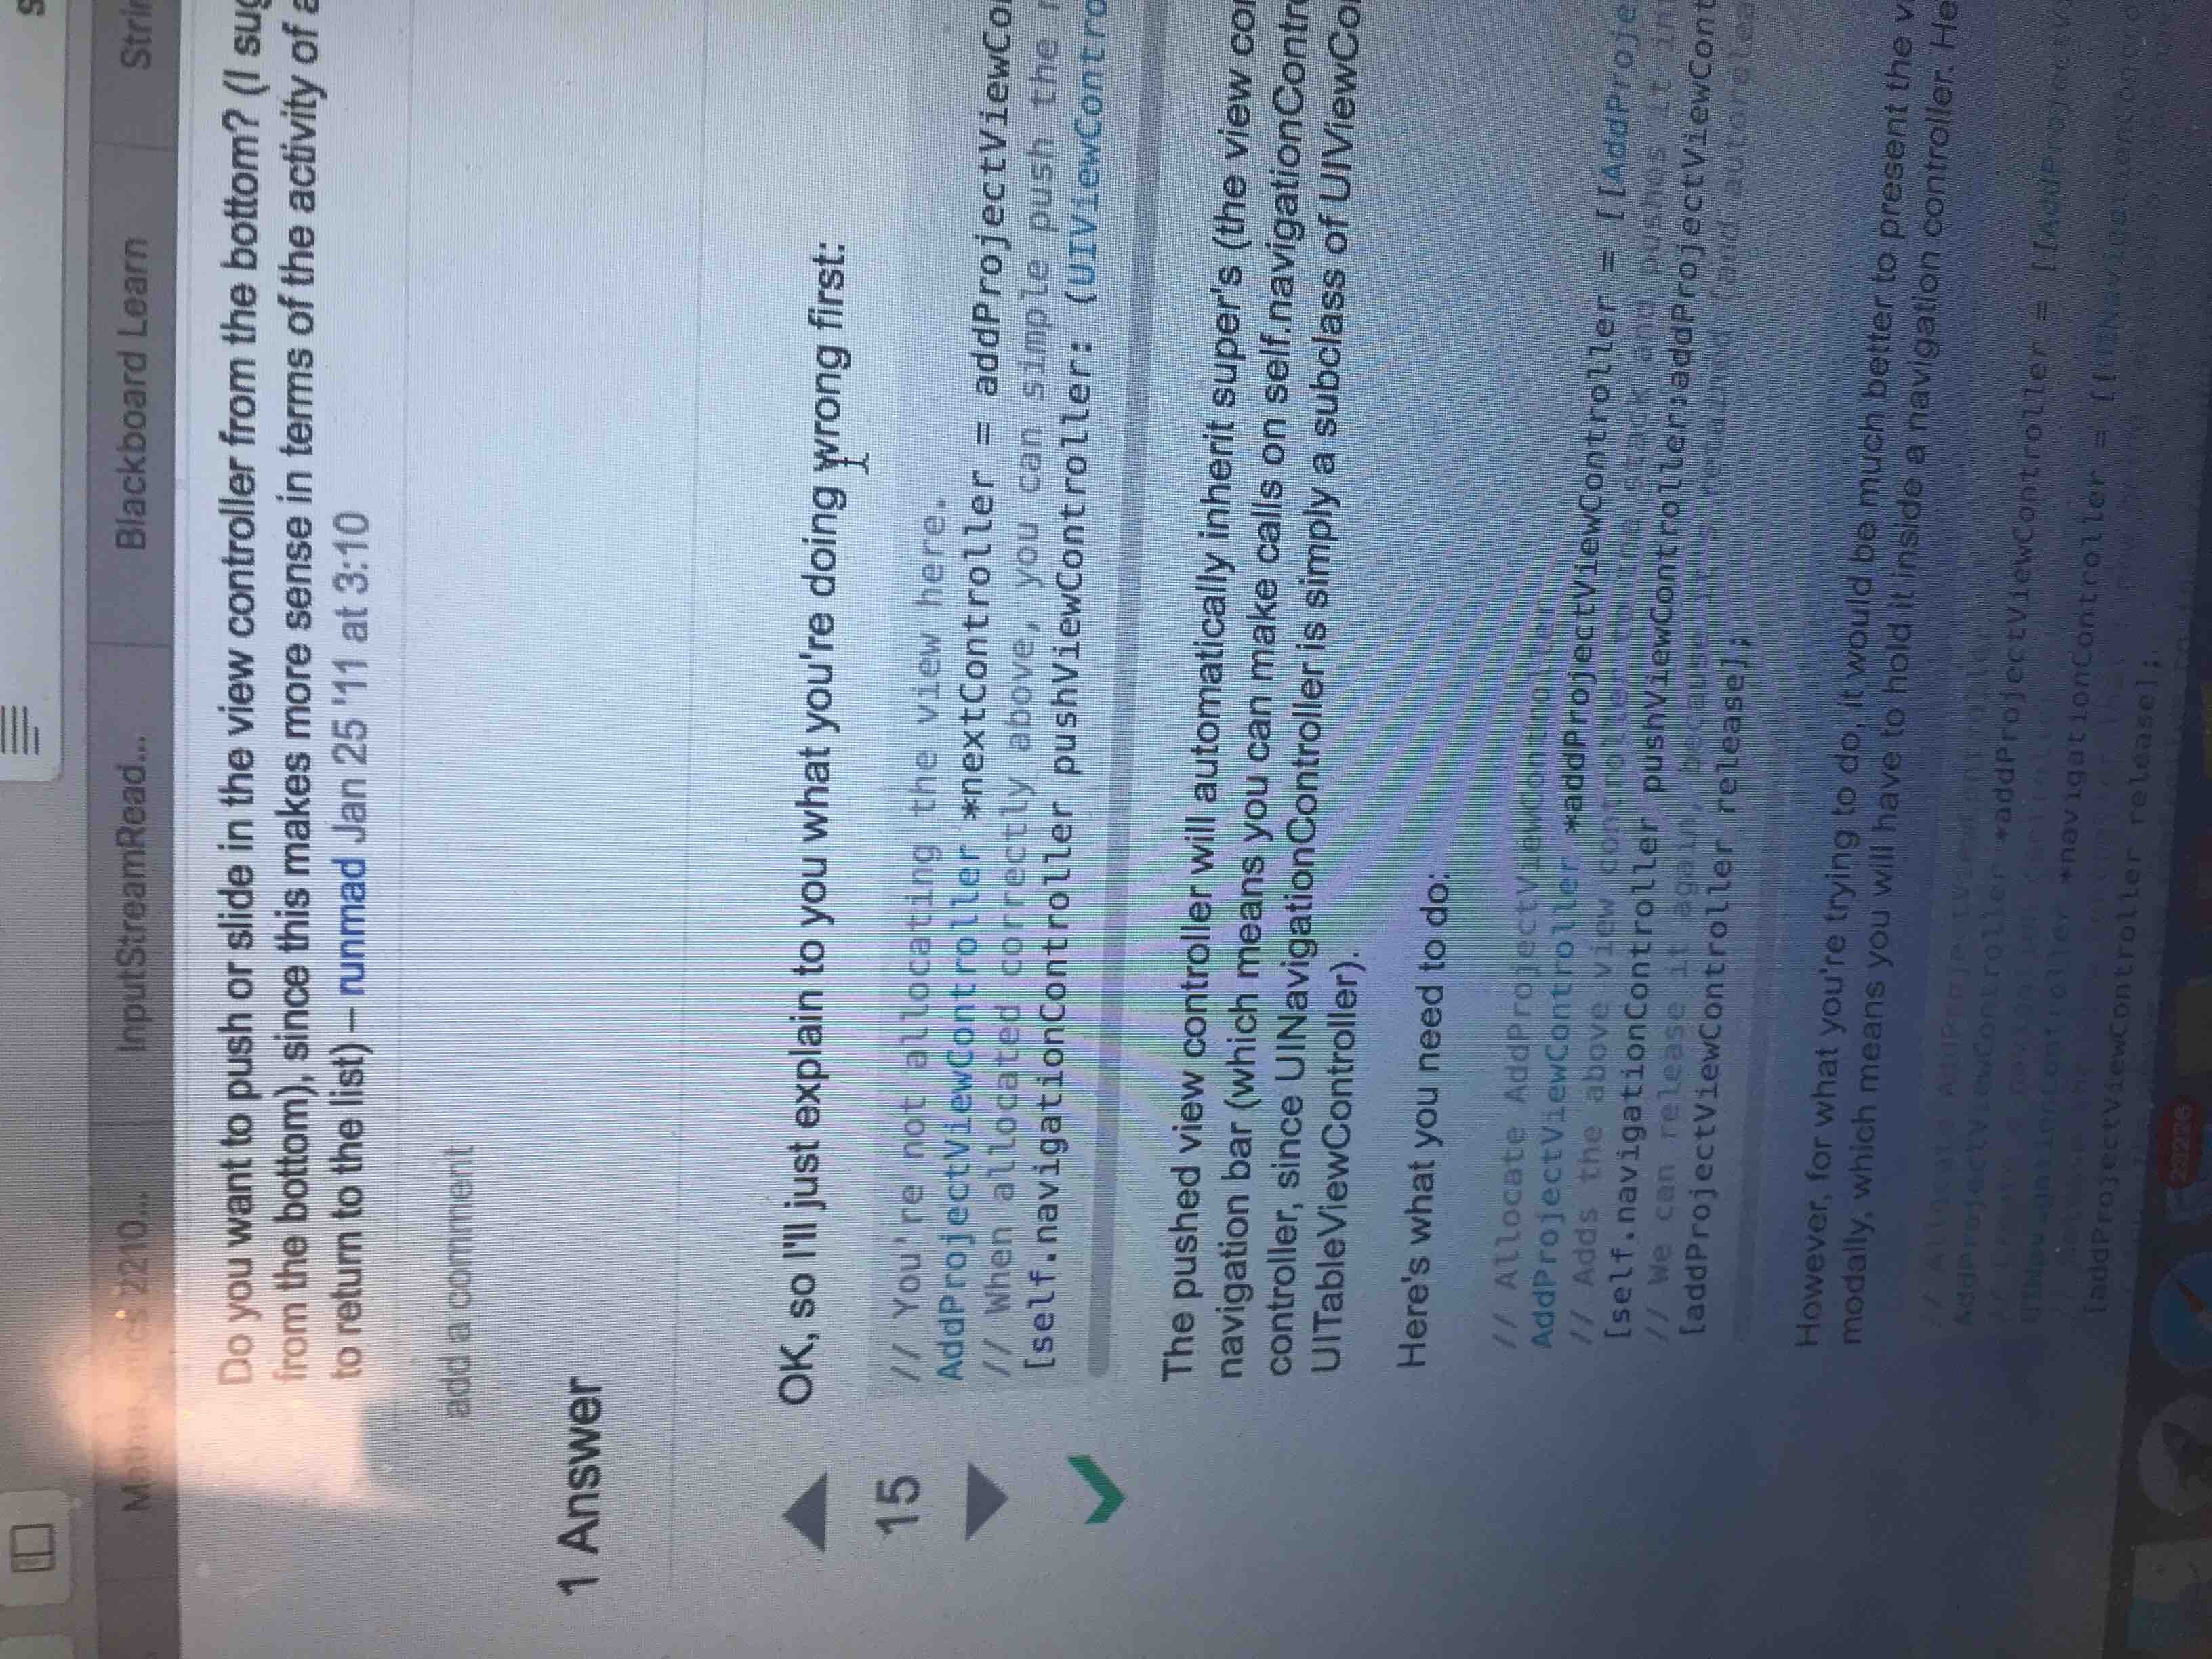 Mathematics 2210...
InputStreamRead...
Blackboard Learn
Strin
Do you want to push or slide in the view controller from the bottom? (I sug
from the bottom), since this makes more sense in terms of the activity of a
to return to the list) – runmad Jan 25 '11 at 3:10
add a comment
1 Answer
15
OK, so I'll just explain to you what you're doing wrong first:
// You're not allocating the view here.
AddProjectViewController *nextController = addProjectViewCo
// When allocated correctly above, you can simple push the
[self.navigationController pushViewController: (UIViewContro
The pushed view controller will automatically inherit super's (the view co
navigation bar (which means you can make calls on self.navigationContr
controller, since UINavigationController is simply a subclass of UIViewCo
UITableViewController).
Here's what you need to do:
// Allocate AddProjectViewController
AddProjectViewController *addProjectViewController = [[AddProje
// Adds the above view controller to the stack and pushes it in
[self.navigationController pushViewController:addProjectViewCont
// We can release it again, because it's retained (and autorelea
[addProjectViewController release];
However, for what you're trying to do, it would be much better to present the v
modally, which means you will have to hold it inside a navigation controller. He
// Allocate AddProjectViewController
AddProjectViewController *addProjectViewController = [[AddProjectV
navigation controller
UINavigationController *navigationController = [[UINavigationContro
[addProjectViewController release];